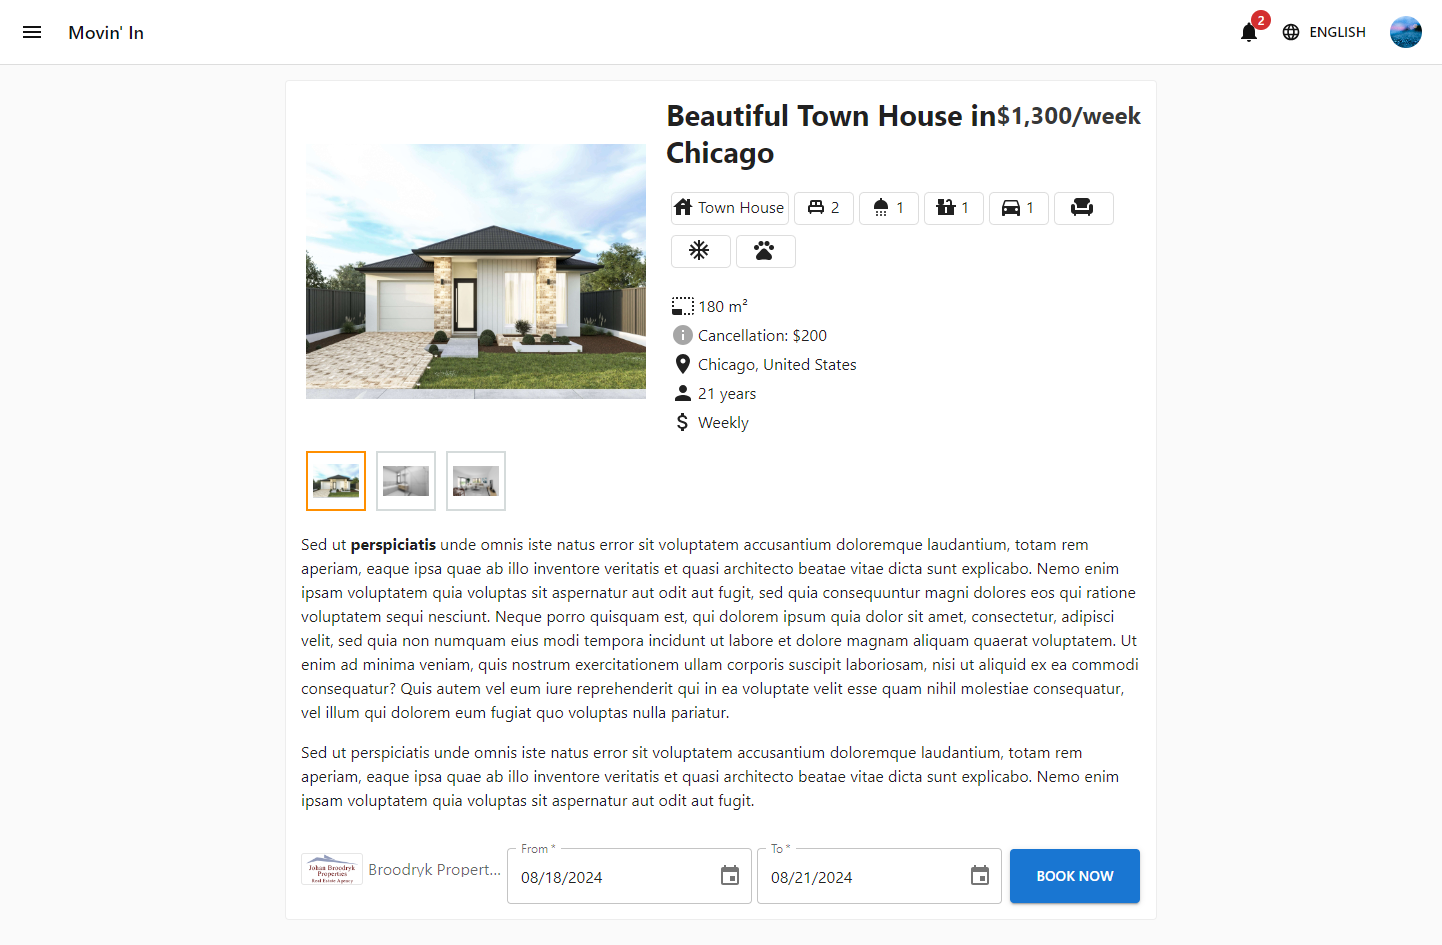 Movin' In
2
ENGLISH
Beautiful Town House in
Chicago
$1,300/week
Town House
2
1
1
1
180 m²
Cancellation: $200
Chicago, United States
21 years
Weekly
Sed ut perspiciatis unde omnis iste natus error sit voluptatem accusantium doloremque laudantium, totam rem
aperiam, eaque ipsa quae ab illo inventore veritatis et quasi architecto beatae vitae dicta sunt explicabo. Nemo enim
ipsam voluptatem quia voluptas sit aspernatur aut odit aut fugit, sed quia consequuntur magni dolores eos qui ratione
voluptatem sequi nesciunt. Neque porro quisquam est, qui dolorem ipsum quia dolor sit amet, consectetur, adipisci
velit, sed quia non numquam eius modi tempora incidunt ut labore et dolore magnam aliquam quaerat voluptatem. Ut
enim ad minima veniam, quis nostrum exercitationem ullam corporis suscipit laboriosam, nisi ut aliquid ex ea commodi
consequatur? Quis autem vel eum iure reprehenderit qui in ea voluptate velit esse quam nihil molestiae consequatur,
vel illum qui dolorem eum fugiat quo voluptas nulla pariatur.
Sed ut perspiciatis unde omnis iste natus error sit voluptatem accusantium doloremque laudantium, totam rem
aperiam, eaque ipsa quae ab illo inventore veritatis et quasi architecto beatae vitae dicta sunt explicabo. Nemo enim
ipsam voluptatem quia voluptas sit aspernatur aut odit aut fugit.
Johan Broodryk
Properties
Real Estate Agency
Broodryk Propert...
From *
08/18/2024
To *
08/21/2024
BOOK NOW